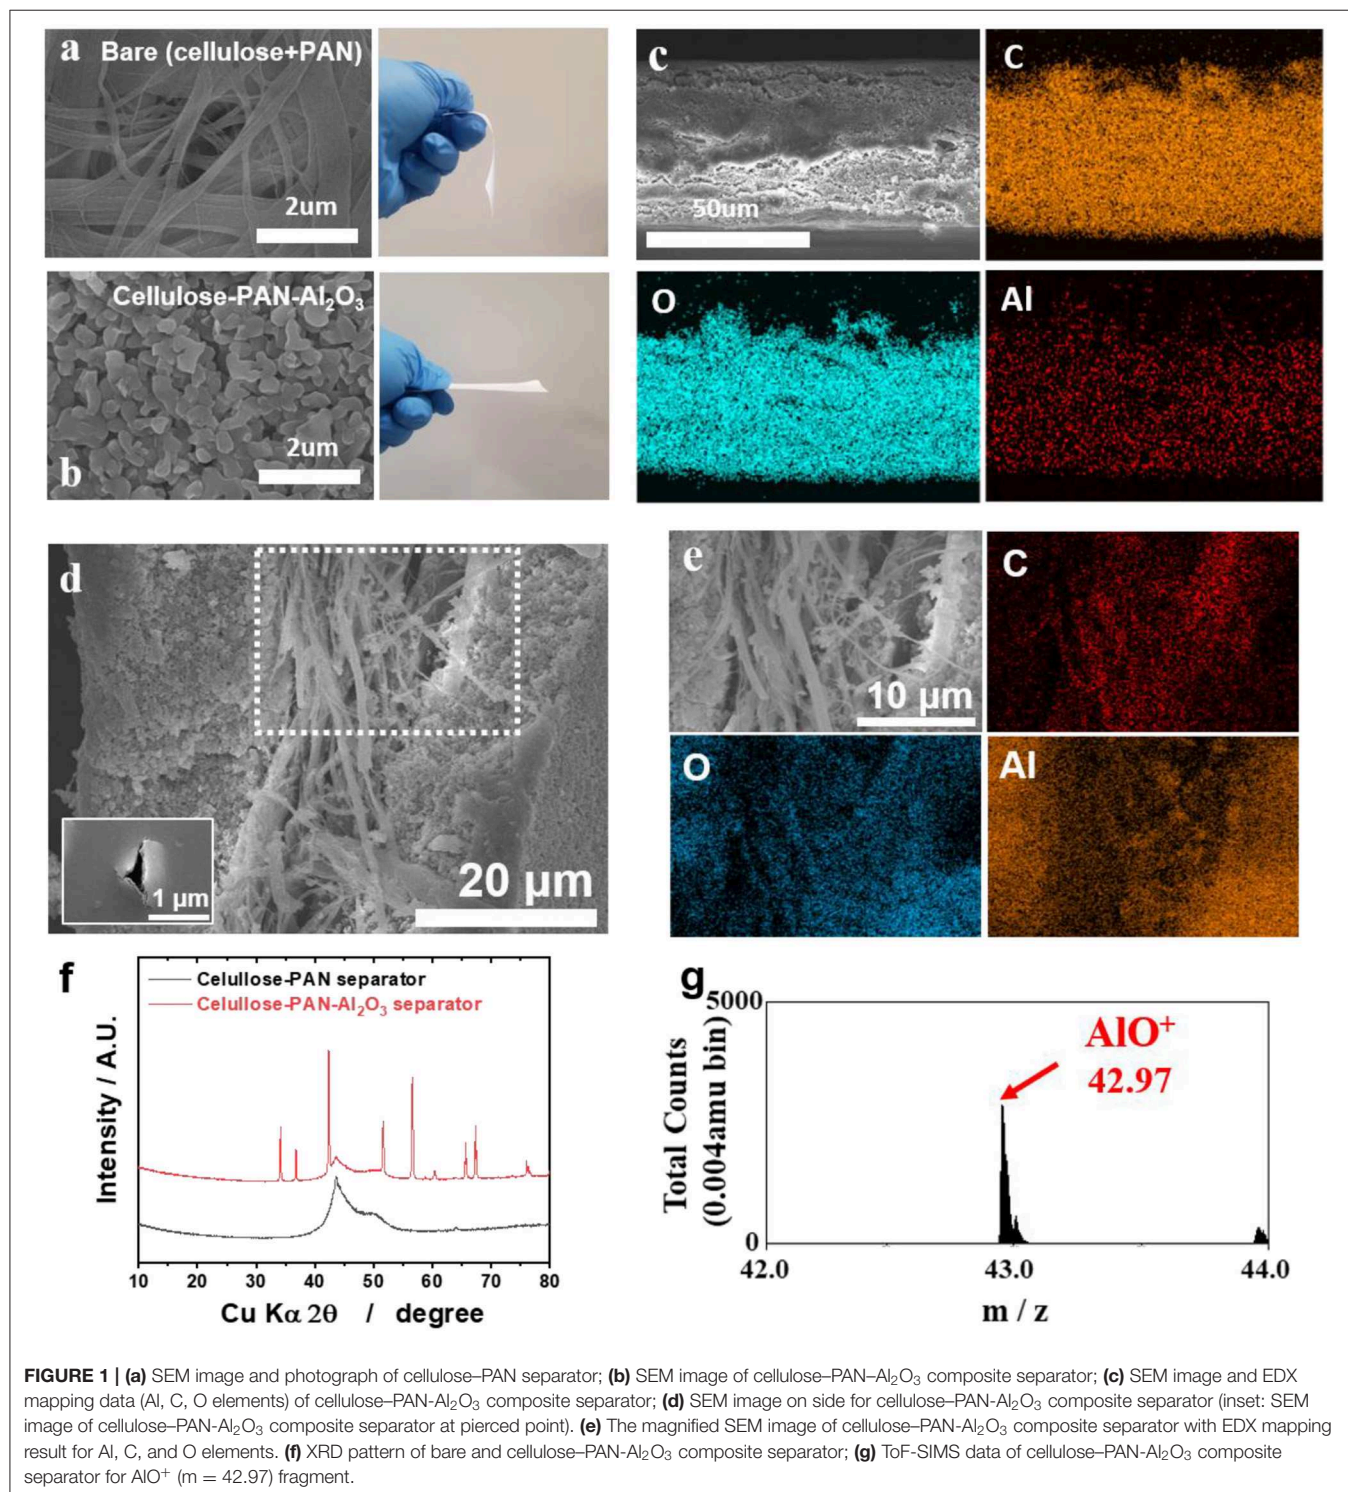 a Bare (cellulose+PAN)
2um
Cellulose-PAN-Al₂O₃
2um
b
c
50um
C
O
Al
d
1 µm
20 µm
e
10 µm
C
O
Al
f
Celullose-PAN separator
Celullose-PAN-Al₂O₃ separator
Intensity / A.U.
10 20 30 40 50 60 70 80
Cu Kα 2θ / degree
g
5000
AlO⁺
42.97
Total Counts
(0.004amu bin)
0
42.0 43.0 44.0
m / z
FIGURE 1 | (a) SEM image and photograph of cellulose–PAN separator; (b) SEM image of cellulose–PAN–Al₂O₃ composite separator; (c) SEM image and EDX
mapping data (Al, C, O elements) of cellulose–PAN-Al₂O₃ composite separator; (d) SEM image on side for cellulose–PAN-Al₂O₃ composite separator (inset: SEM
image of cellulose–PAN-Al₂O₃ composite separator at pierced point). (e) The magnified SEM image of cellulose–PAN-Al₂O₃ composite separator with EDX mapping
result for Al, C, and O elements. (f) XRD pattern of bare and cellulose–PAN-Al₂O₃ composite separator; (g) ToF-SIMS data of cellulose–PAN-Al₂O₃ composite
separator for AlO⁺ (m = 42.97) fragment.